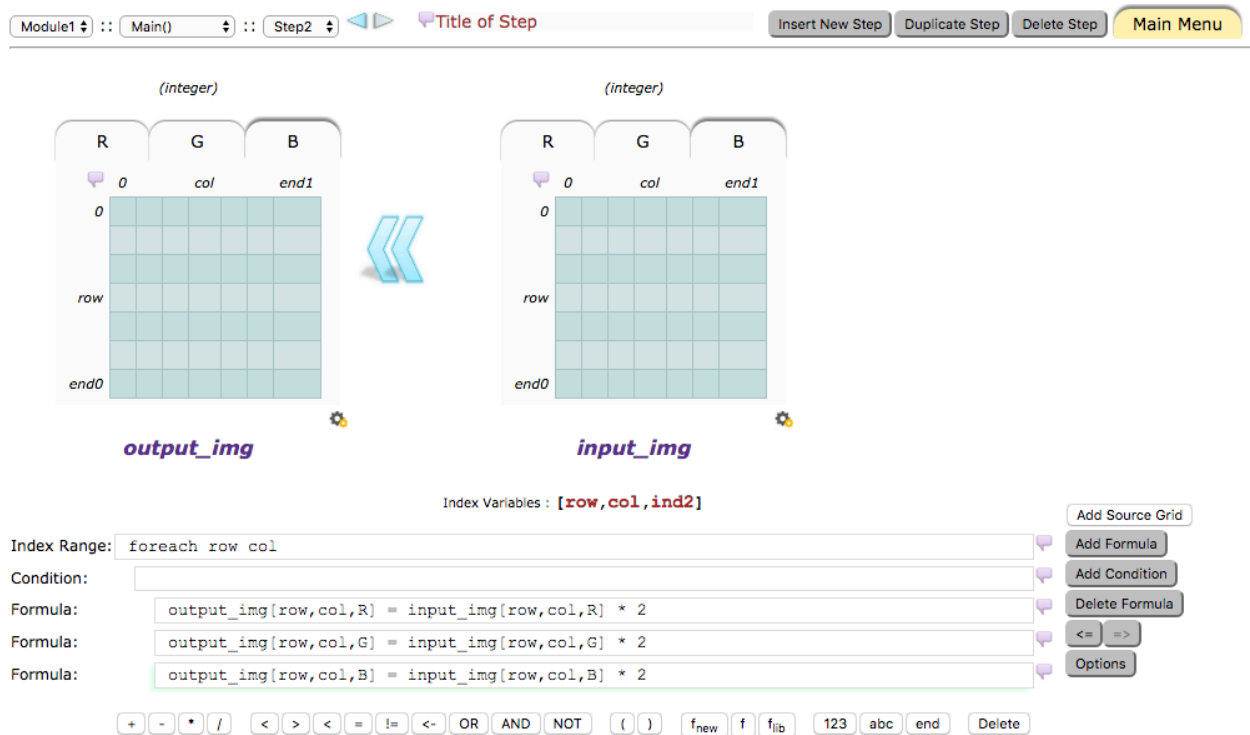 Module1 :: Main() :: Step2 Title of Step Insert New Step Duplicate Step Delete Step Main Menu
(integer) (integer)
R G B R G B
0 col end1 0 col end1
0 0
row row
end0 end0
output_img input_img
Index Variables : [row,col,ind2]
Add Source Grid
Index Range: foreach row col Add Formula
Condition: Add Condition
Formula: output_img[row,col,R] = input_img[row,col,R] * 2 Delete Formula
Formula: output_img[row,col,G] = input_img[row,col,G] * 2 <= =>
Formula: output_img[row,col,B] = input_img[row,col,B] * 2 Options
+ - * / < > < = != <- OR AND NOT ( ) fnew f flib 123 abc end Delete